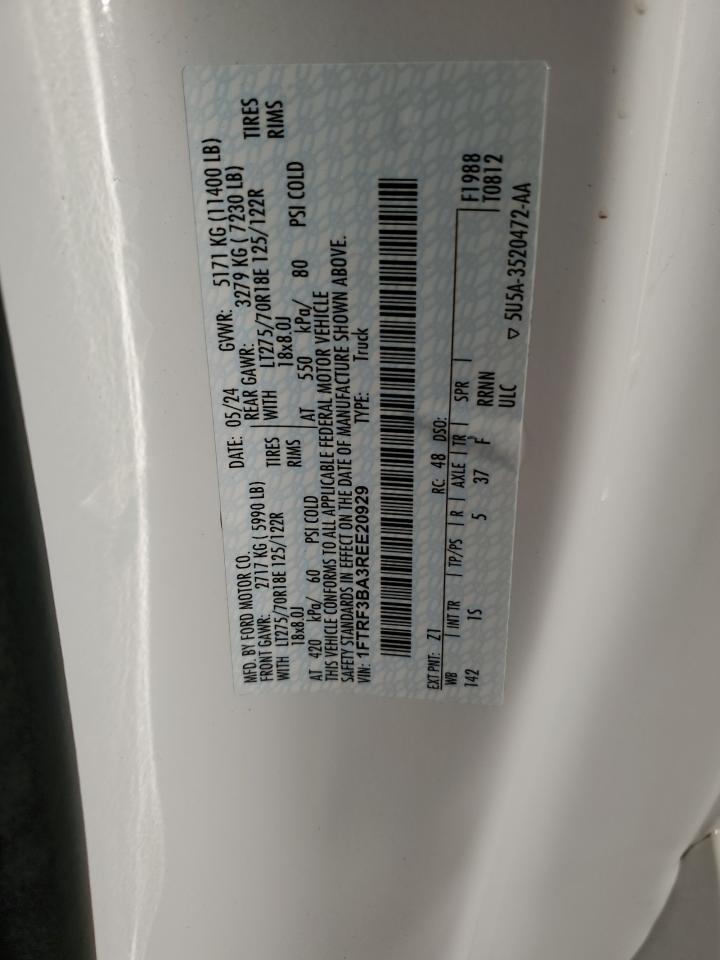 MFD. BY FORD MOTOR CO. DATE: 05/24 GVWR: 5171 KG (11400 LB)
FRONT GAWR: 2717 KG ( 5990 LB) REAR GAWR: 3279 KG ( 7230 LB)
WITH LT275/70R18E 125/122R TIRES WITH LT275/70R18E 125/122R TIRES
18x8.0J RIMS 18x8.0J RIMS
AT 420 kPa/ 60 PSI COLD AT 550 kPa/ 80 PSI COLD
THIS VEHICLE CONFORMS TO ALL APPLICABLE FEDERAL MOTOR VEHICLE
SAFETY STANDARDS IN EFFECT ON THE DATE OF MANUFACTURE SHOWN ABOVE.
VIN: 1FTRF3BA3REE20929 TYPE: Truck
EXT PNT: Z1 RC: 48 DSO:
WB INT TR TP/PS R AXLE TR SPR F1988
142 1S 5 37 F RRNN T0812
ULC
▽ 5U5A-3520472-AA